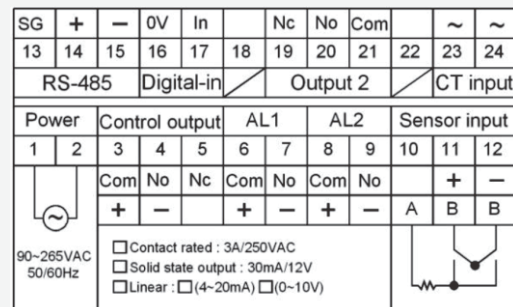 SG + − 0V In Nc No Com ~ ~
13 14 15 16 17 18 19 20 21 22 23 24
RS-485 Digital-in Output 2 CT input
Power Control output AL1 AL2 Sensor input
1 2 3 4 5 6 7 8 9 10 11 12
Com No Nc Com No Com No + −
+ − + − + − A B B
90~265VAC
50/60Hz
□Contact rated : 3A/250VAC
□Solid state output : 30mA/12V
□Linear : □(4~20mA) □(0~10V)